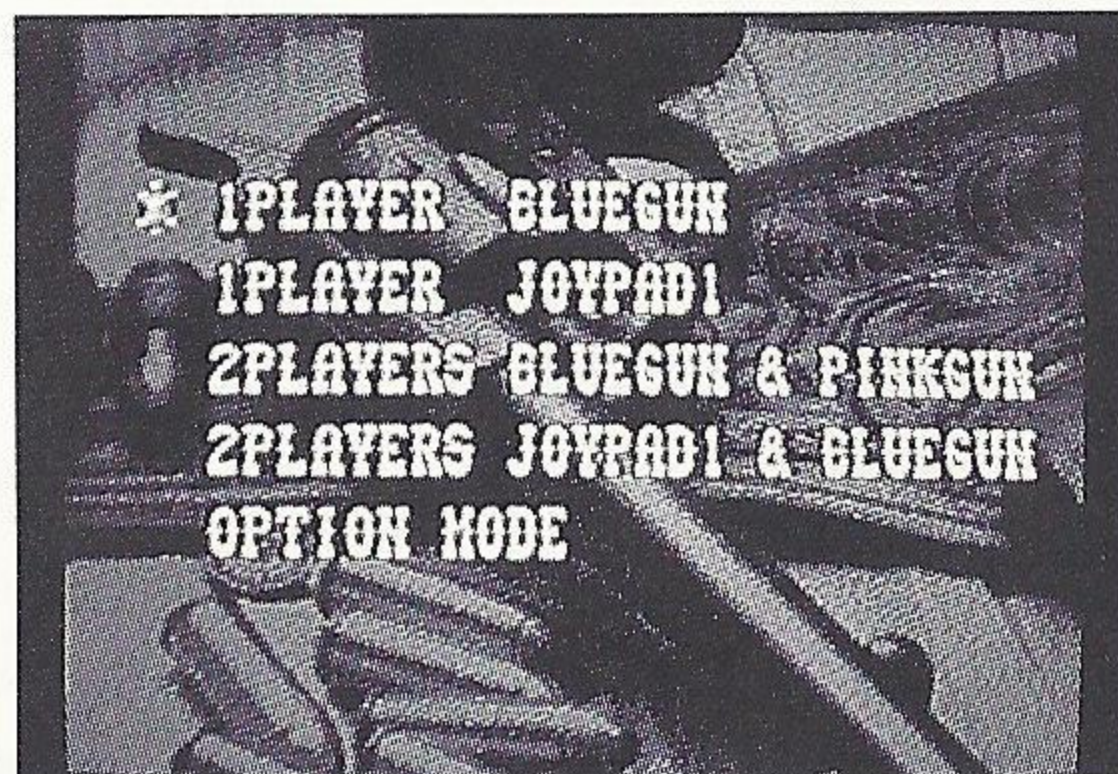 1PLAYER BLUEGUN
1PLAYER JOYPAD1
2PLAYERS BLUEGUN & PINKGUN
2PLAYERS JOYPAD1 & BLUEGUN
OPTION MODE